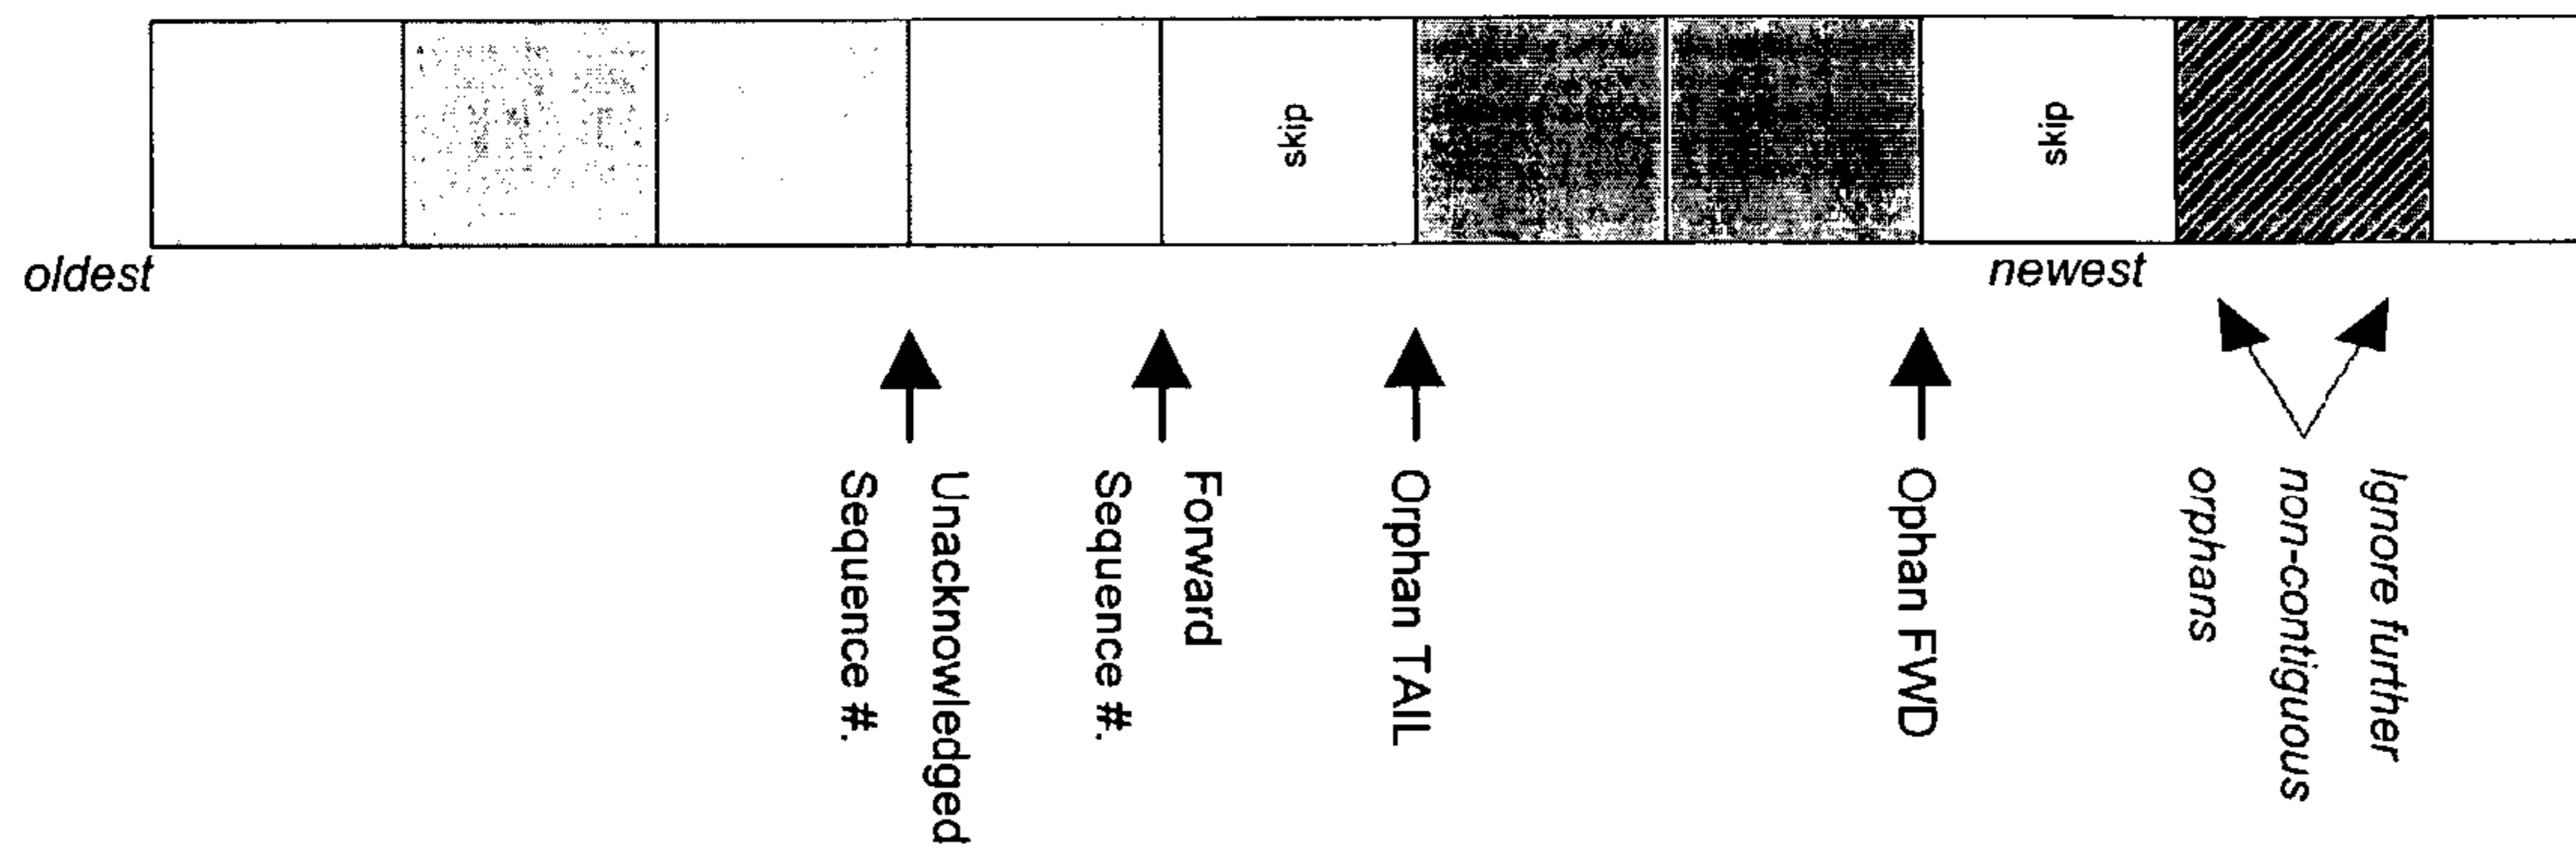 skip
skip
oldest
newest
Unacknowledged
Sequence #.
Forward
Sequence #.
Orphan TAIL
Ophan FWD
Ignore further
non-contiguous
orphans